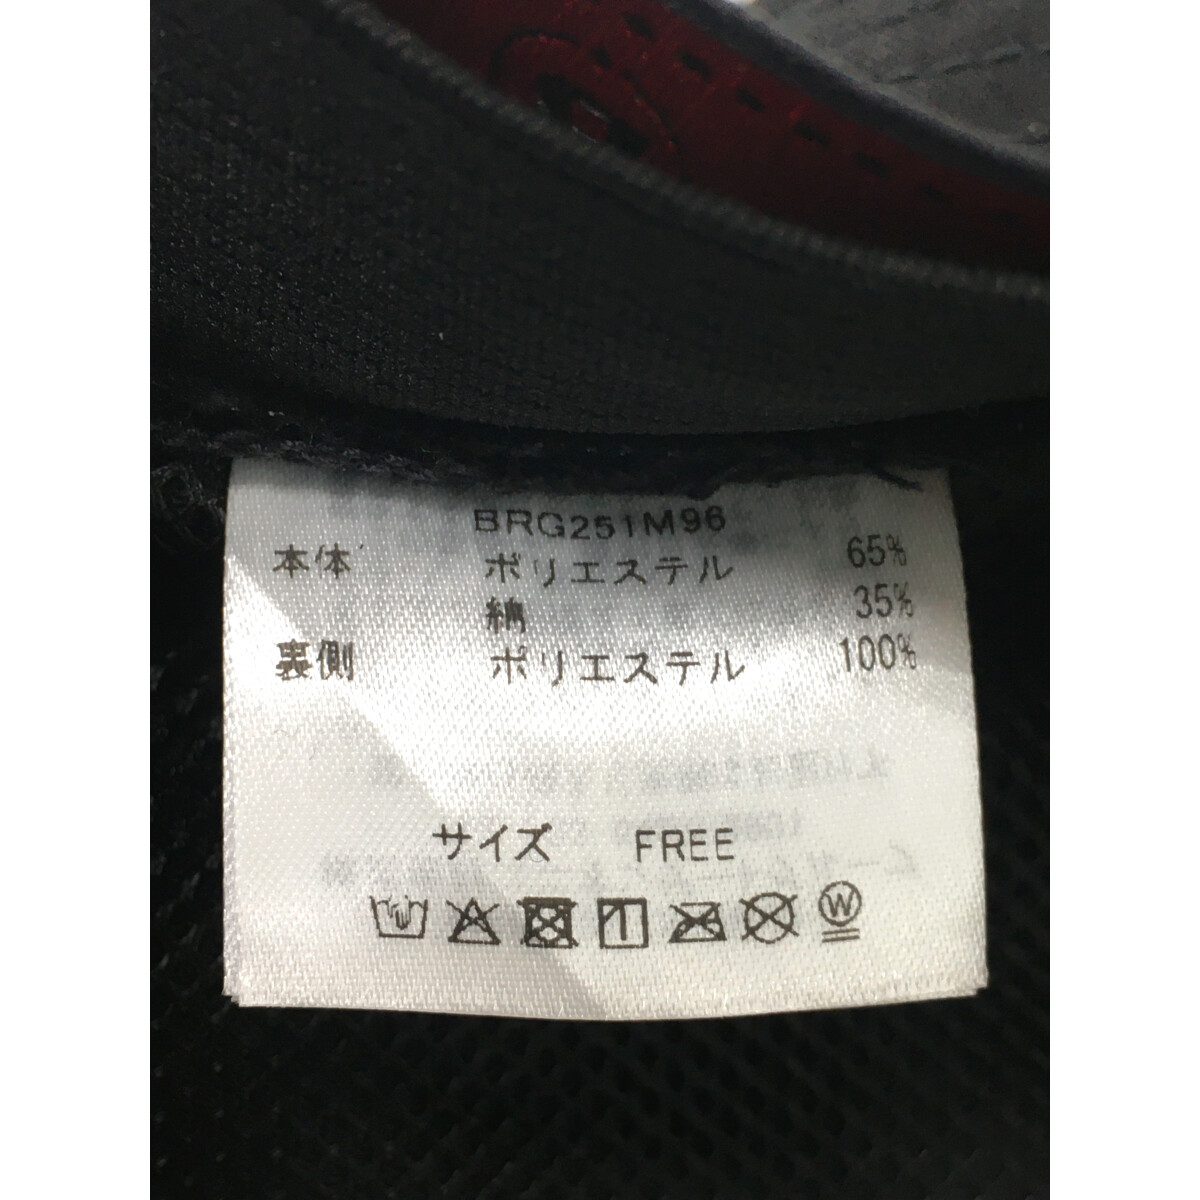 BRG251M96
本体 ポリエステル 65%
綿 35%
裏側 ポリエステル 100%
サイズ FREE
W